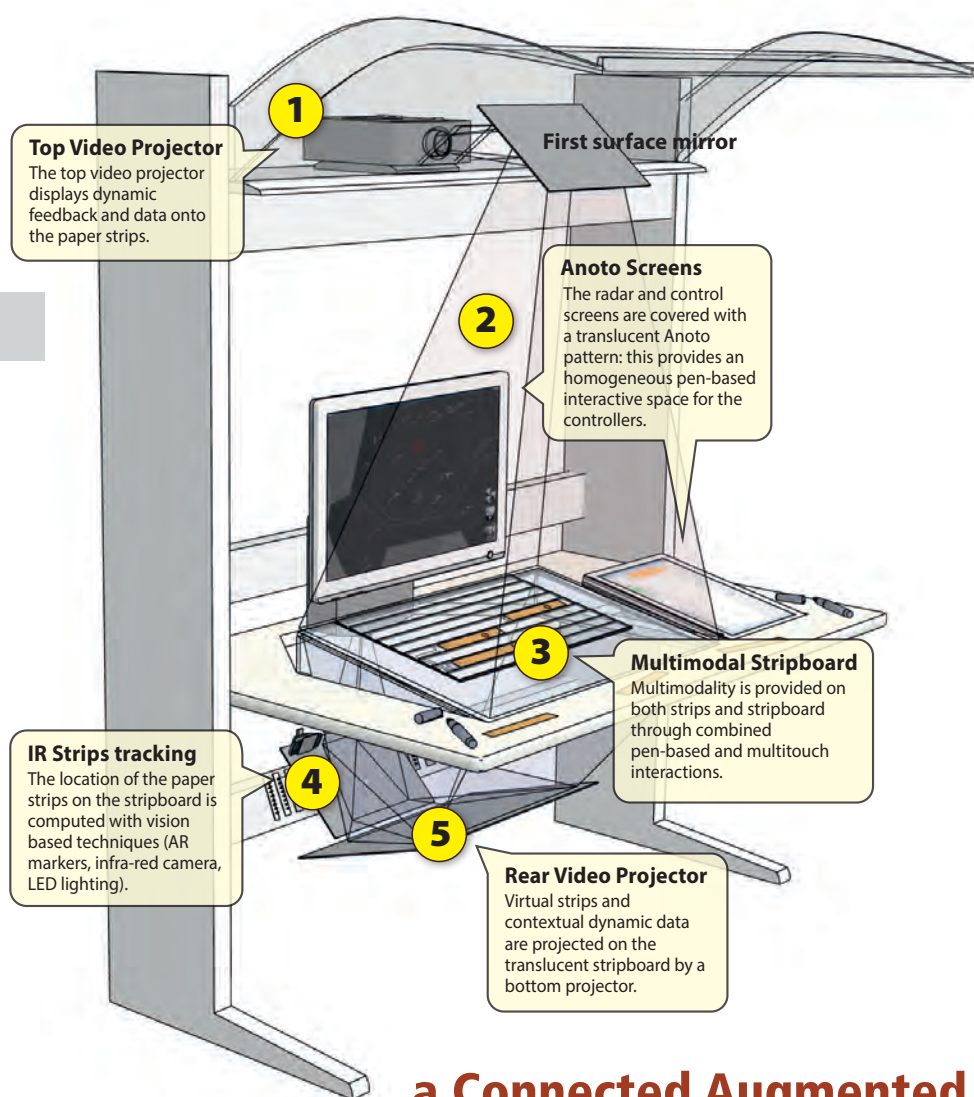 1
Top Video Projector
The top video projector
displays dynamic
feedback and data onto
the paper strips.
First surface mirror
2
Anoto Screens
The radar and control
screens are covered with
a translucent Anoto
pattern: this provides an
homogeneous pen-based
interactive space for the
controllers.
3
Multimodal Stripboard
Multimodality is provided on
both strips and stripboard
through combined
pen-based and multitouch
interactions.
4
IR Strips tracking
The location of the paper
strips on the stripboard is
computed with vision
based techniques (AR
markers, infra-red camera,
LED lighting).
5
Rear Video Projector
Virtual strips and
contextual dynamic data
are projected on the
translucent stripboard by a
bottom projector.
a Connected Augmented